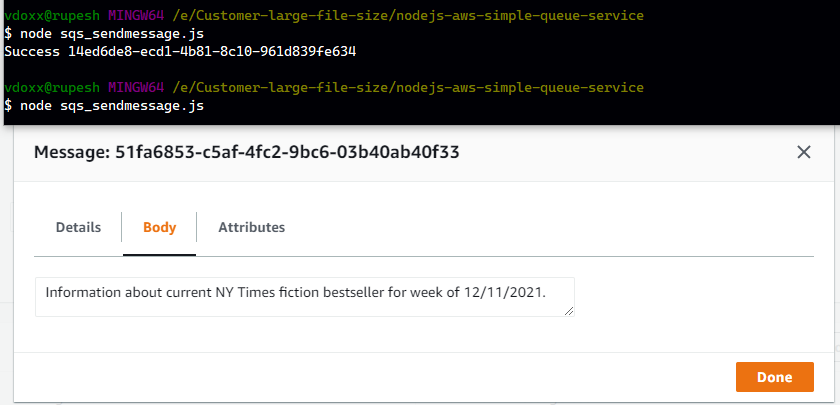 vdoxx@rupesh MINGW64 /e/Customer-large-file-size/nodejs-aws-simple-queue-service
$ node sqs_sendmessage.js
Success 14ed6de8-ecd1-4b81-8c10-961d839fe634
vdoxx@rupesh MINGW64 /e/Customer-large-file-size/nodejs-aws-simple-queue-service
$ node sqs_sendmessage.js
Message: 51fa6853-c5af-4fc2-9bc6-03b40ab40f33
Details Body Attributes
Information about current NY Times fiction bestseller for week of 12/11/2021.
Done